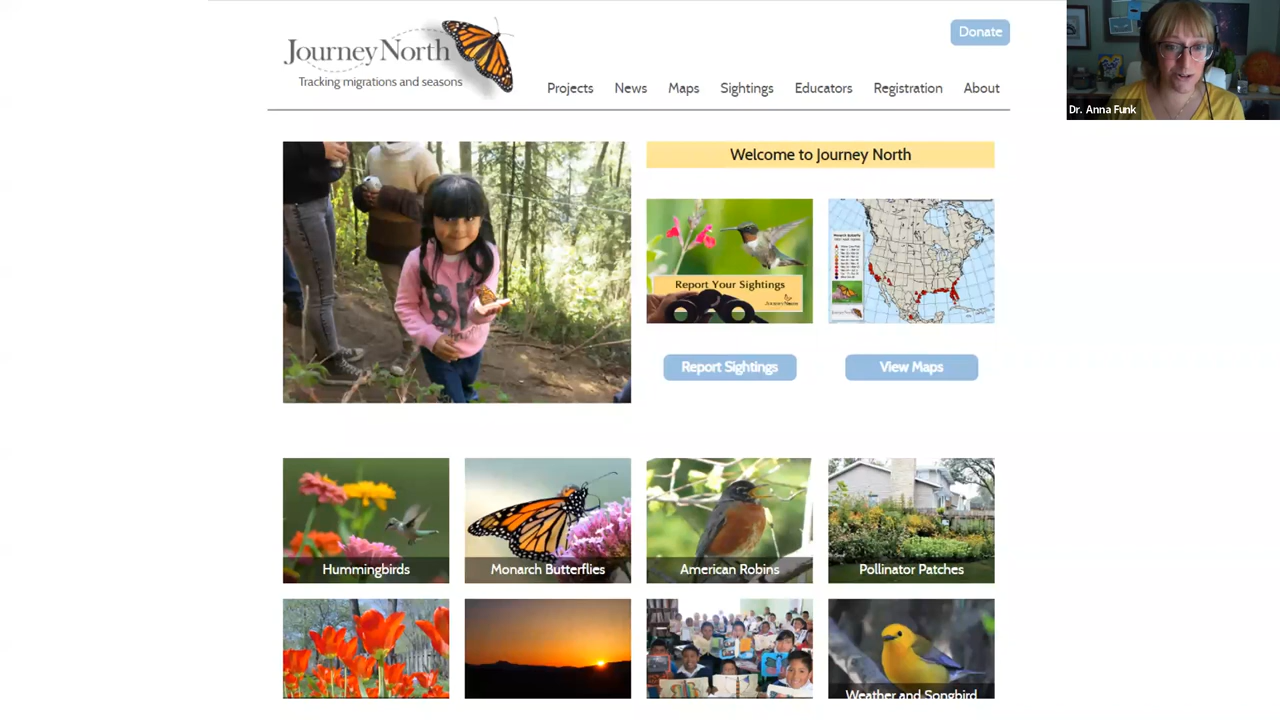 Journey North
Tracking migrations and seasons
Donate
Projects News Maps Sightings Educators Registration About
Dr. Anna Funk
Welcome to Journey North
Report Your Sightings
Journey North
Report Sightings
View Maps
Hummingbirds
Monarch Butterflies
American Robins
Pollinator Patches
Weather and Songbird